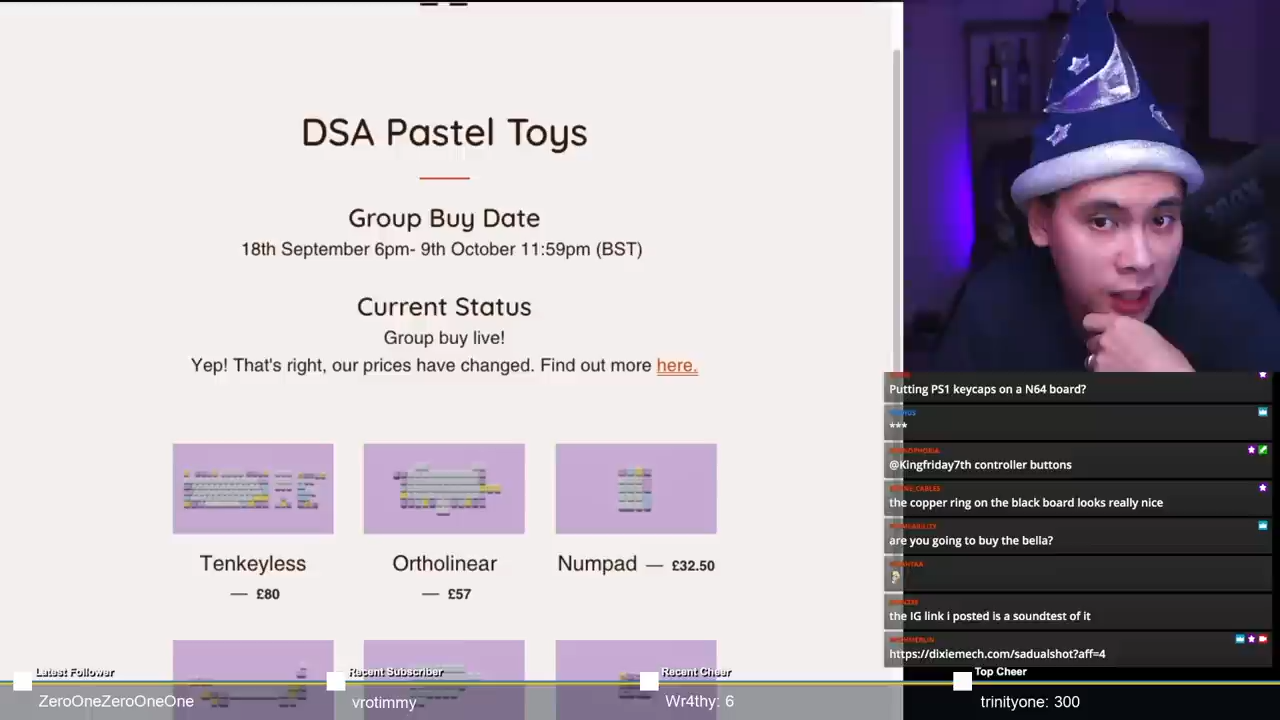 DSA Pastel Toys
Group Buy Date
18th September 6pm- 9th October 11:59pm (BST)
Current Status
Group buy live!
Yep! That's right, our prices have changed. Find out more here.
Tenkeyless
— £80
Ortholinear
— £57
Numpad — £32.50
Putting PS1 keycaps on a N64 board?
***
@Kingfriday7th controller buttons
the copper ring on the black board looks really nice
are you going to buy the bella?
the IG link i posted is a soundtest of it
https://dixiemech.com/sadualshot?aff=4
Latest Follower
ZeroOneZeroOneOne
Recent Subscriber
vrotimmy
Recent Cheer
Wr4thy: 6
Top Cheer
trinityone: 300